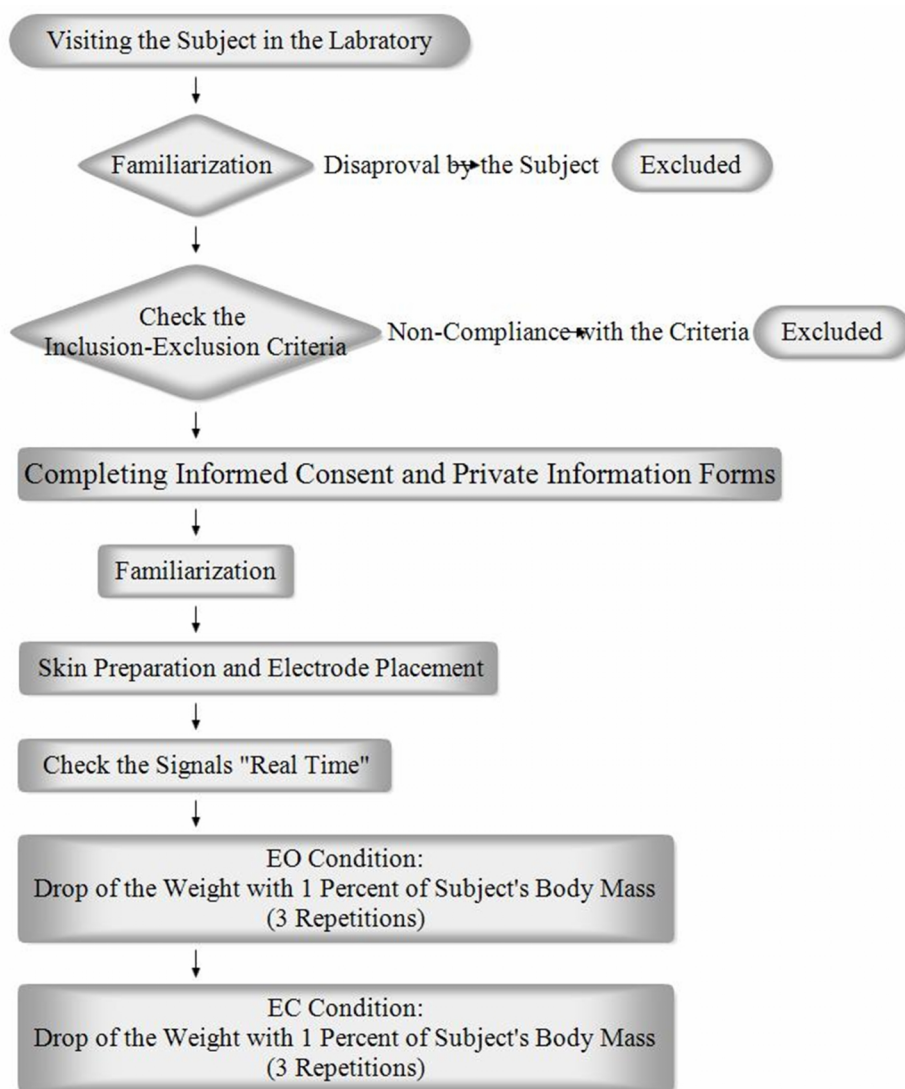 Visiting the Subject in the Labratory
Familiarization
Disaproval by the Subject
Excluded
Check the
Inclusion-Exclusion Criteria
Non-Compliance with the Criteria
Excluded
Completing Informed Consent and Private Information Forms
Familiarization
Skin Preparation and Electrode Placement
Check the Signals "Real Time"
EO Condition:
Drop of the Weight with 1 Percent of Subject's Body Mass
(3 Repetitions)
EC Condition:
Drop of the Weight with 1 Percent of Subject's Body Mass
(3 Repetitions)